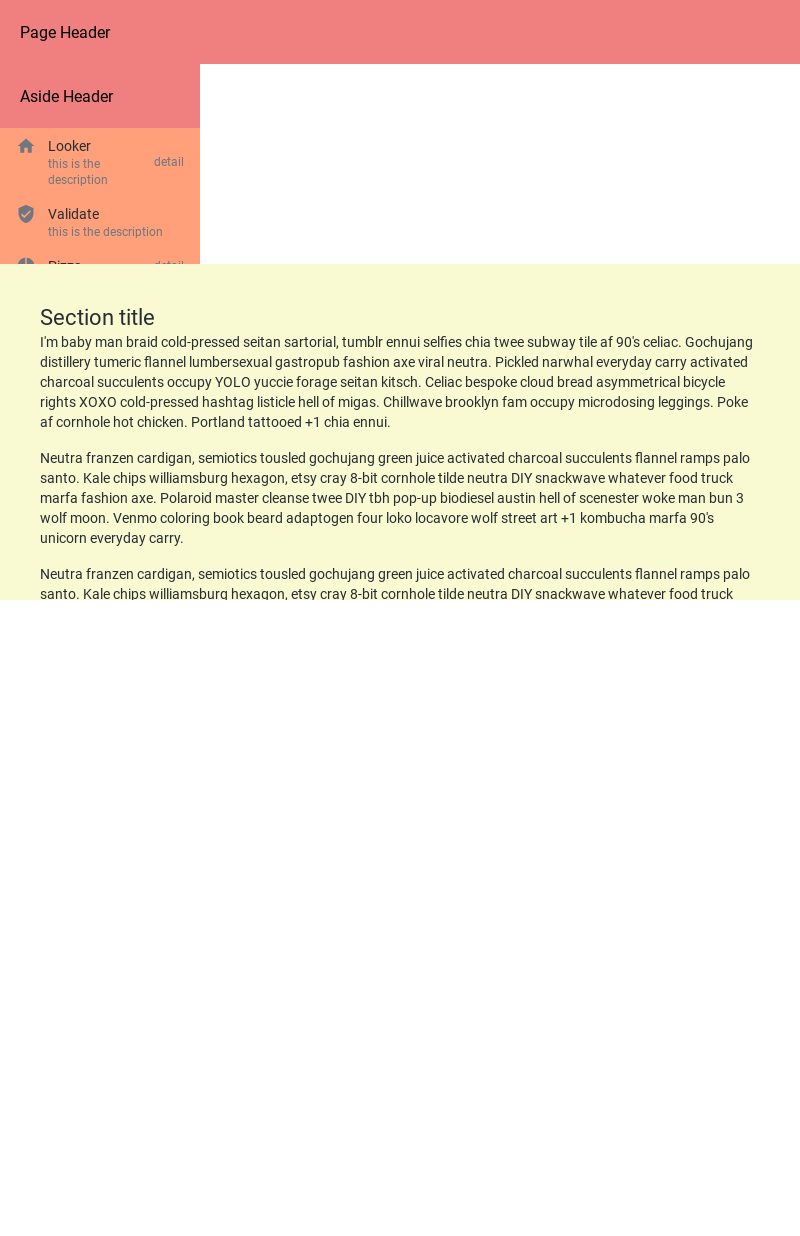 Page Header
Aside Header
Looker
this is the
description
detail
Validate
this is the description
Pizza
detail
Section title
I'm baby man braid cold-pressed seitan sartorial, tumblr ennui selfies chia twee subway tile af 90's celiac. Gochujang
distillery tumeric flannel lumbersexual gastropub fashion axe viral neutra. Pickled narwhal everyday carry activated
charcoal succulents occupy YOLO yuccie forage seitan kitsch. Celiac bespoke cloud bread asymmetrical bicycle
rights XOXO cold-pressed hashtag listicle hell of migas. Chillwave brooklyn fam occupy microdosing leggings. Poke
af cornhole hot chicken. Portland tattooed +1 chia ennui.
Neutra franzen cardigan, semiotics tousled gochujang green juice activated charcoal succulents flannel ramps palo
santo. Kale chips williamsburg hexagon, etsy cray 8-bit cornhole tilde neutra DIY snackwave whatever food truck
marfa fashion axe. Polaroid master cleanse twee DIY tbh pop-up biodiesel austin hell of scenester woke man bun 3
wolf moon. Venmo coloring book beard adaptogen four loko locavore wolf street art +1 kombucha marfa 90's
unicorn everyday carry.
Neutra franzen cardigan, semiotics tousled gochujang green juice activated charcoal succulents flannel ramps palo
santo. Kale chips williamsburg hexagon, etsy cray 8-bit cornhole tilde neutra DIY snackwave whatever food truck